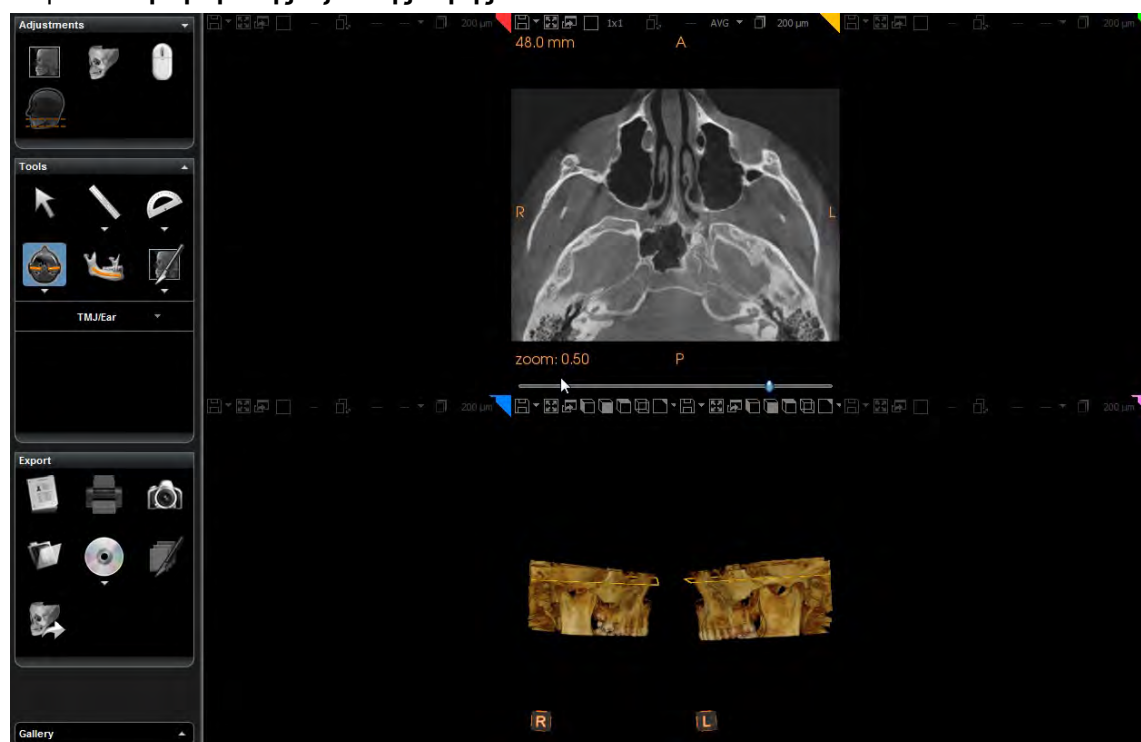 Adjustments
200 µm
1x1
AVG
200 µm
200 µm
48.0 mm
A
Tools
R
L
TMJ/Ear
zoom: 0.50
P
200 µm
200 µm
Export
R
L
Gallery